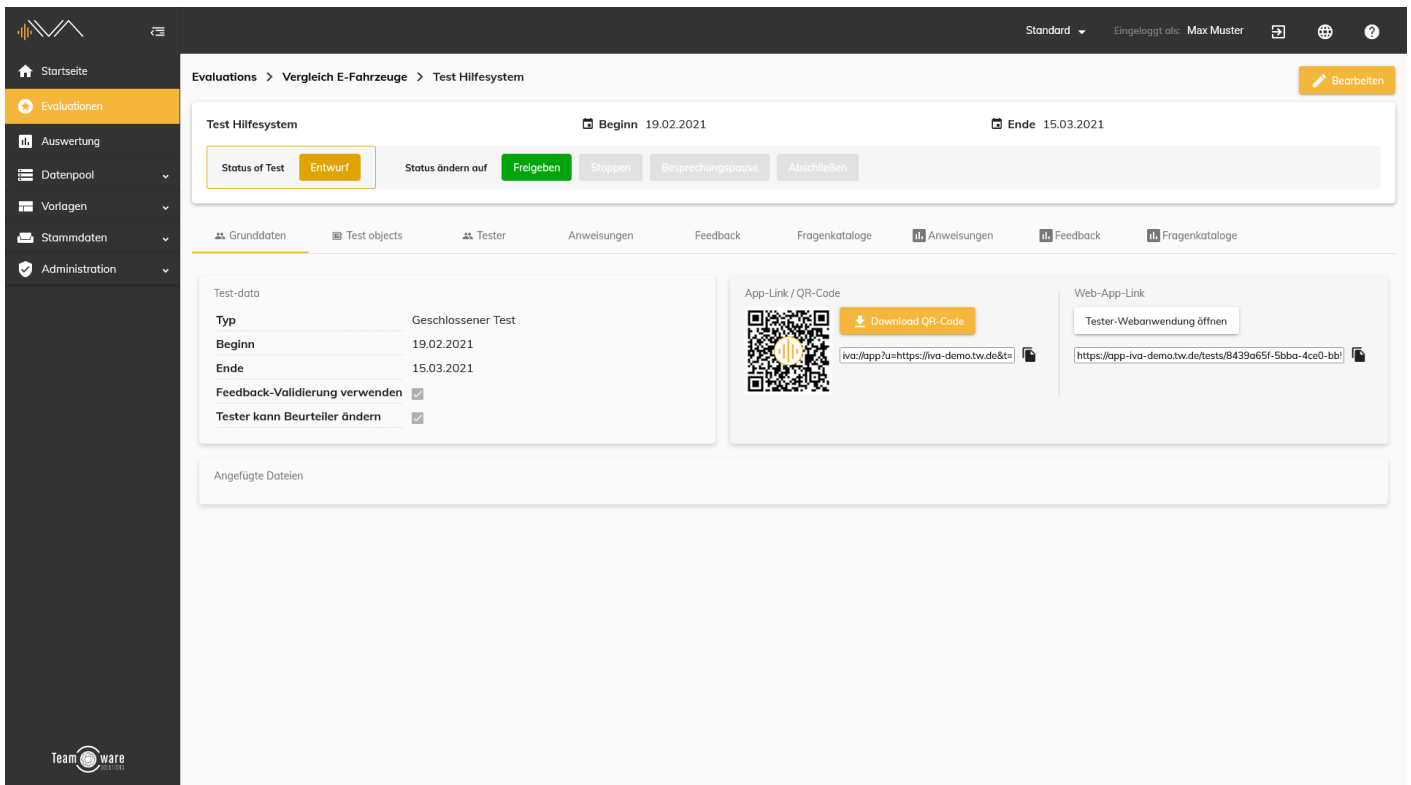 IVA
Standard Eingeloggt als: Max Muster
Startseite
Evaluationen
Auswertung
Datenpool
Vorlagen
Stammdaten
Administration
Evaluations > Vergleich E-Fahrzeuge > Test Hilfesystem
Bearbeiten
Test Hilfesystem Beginn 19.02.2021 Ende 15.03.2021
Status of Test Entwurf Status ändern auf Freigeben Stoppen Besprechungspause Abschließen
Grunddaten Test objects Tester Anweisungen Feedback Fragenkataloge Anweisungen Feedback Fragenkataloge
Test-data
Typ Geschlossener Test
Beginn 19.02.2021
Ende 15.03.2021
Feedback-Validierung verwenden
Tester kann Beurteiler ändern
App-Link / QR-Code
Download QR-Code
iva://app?u=https://iva-demo.tw.de&t=
Web-App-Link
Tester-Webanwendung öffnen
https://app-iva-demo.tw.de/tests/8439a65f-5bba-4ce0-bb!
Angefügte Dateien
Team ware
SOLUTIONS